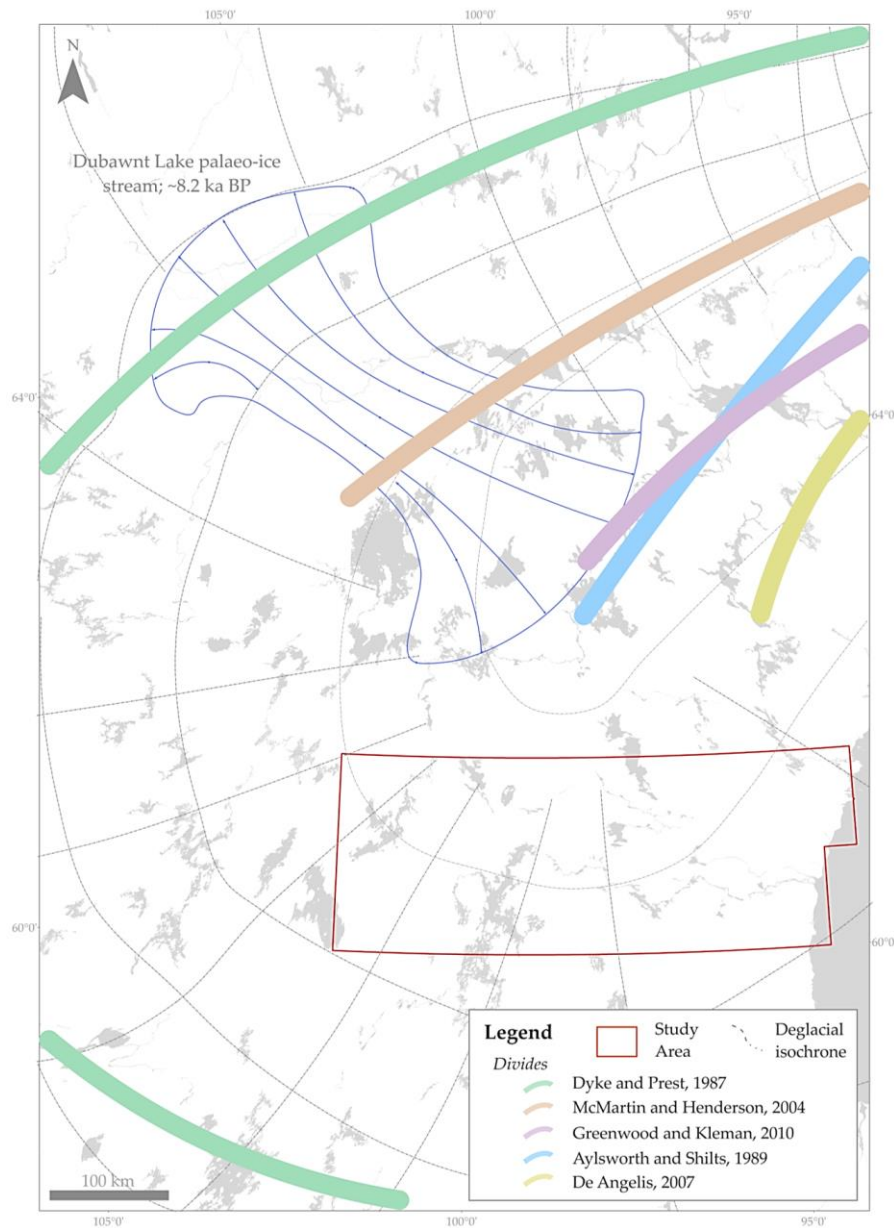 105°0'
100°0'
95°0'
N
Dubawnt Lake palaeo-ice
stream; ~8.2 ka BP
64°0'
64°0'
60°0'
60°0'
Legend
Divides
Study
Area
Deglacial
isochrone
Dyke and Prest, 1987
McMartin and Henderson, 2004
Greenwood and Kleman, 2010
Aylsworth and Shilts, 1989
De Angelis, 2007
100 km
105°0'
100°0'
95°0'